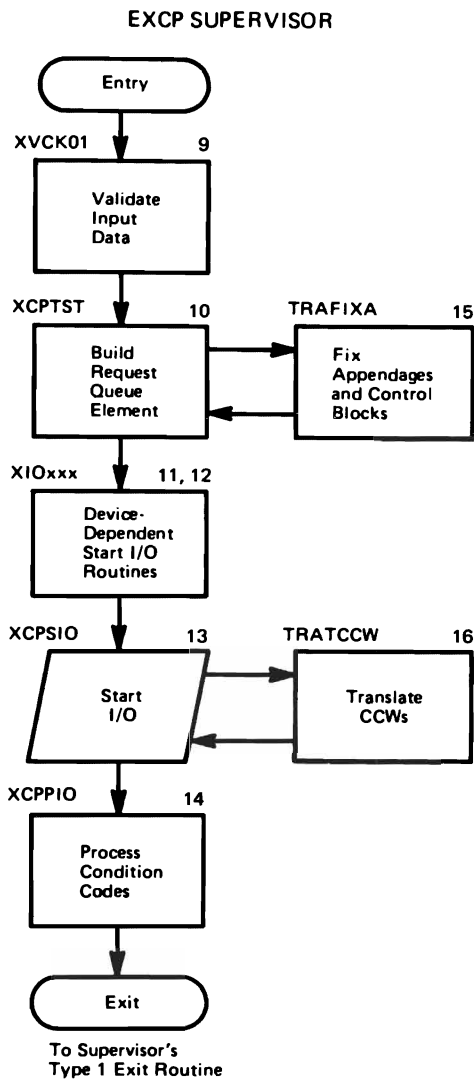 EXCP SUPERVISOR
Entry
XVCK01 9
Validate
Input
Data
XCPTST 10
Build
Request
Queue
Element
TRAFIXA 15
Fix
Appendages
and Control
Blocks
XIOxxx 11, 12
Device-
Dependent
Start I/O
Routines
XCPSIO 13
Start
I/O
TRATCCW 16
Translate
CCWs
XCPPIO 14
Process
Condition
Codes
Exit
To Supervisor's
Type 1 Exit Routine